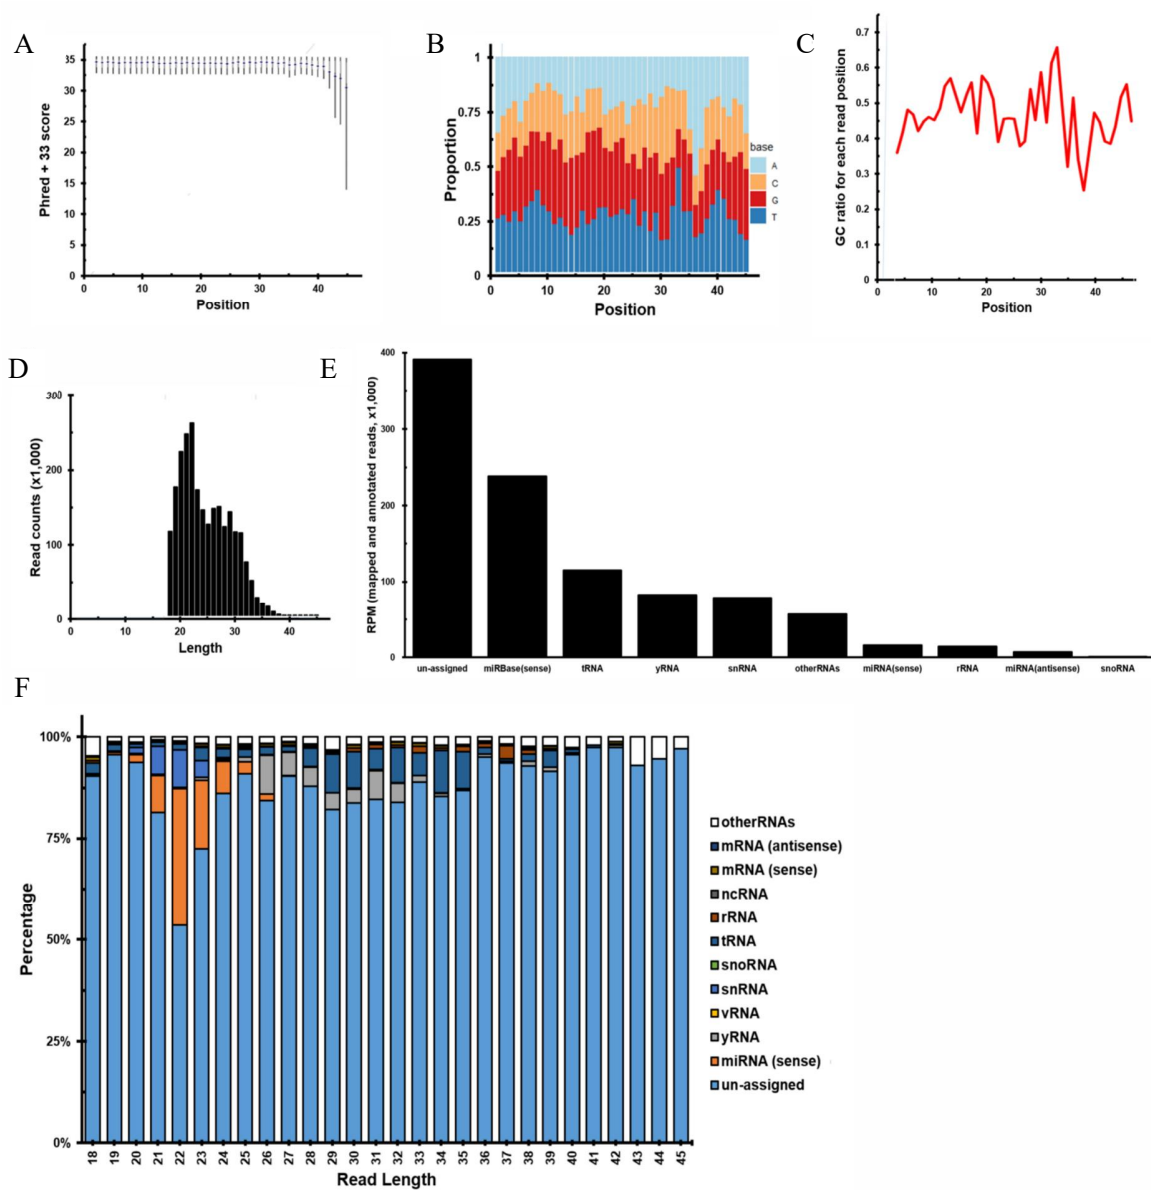 A
Phred + 33 score
35
30
25
20
15
10
5
0
0 10 20 30 40
Position
B
Proportion
1
0.75
0.5
0.25
0
0 10 20 30 40
Position
base
A
C
G
T
C
GC ratio for each read position
0.7
0.6
0.5
0.4
0.3
0.2
0.1
0
0 10 20 30 40
Position
D
Read counts (x1,000)
300
200
100
0
0 10 20 30 40
Length
E
RPM (mapped and annotated reads, x1,000)
400
300
200
100
0
un-assigned miRBase(sense) tRNA yRNA snRNA otherRNAs miRNA(sense) rRNA miRNA(antisense) snoRNA
F
Percentage
100%
75%
50%
25%
0%
18 19 20 21 22 23 24 25 26 27 28 29 30 31 32 33 34 35 36 37 38 39 40 41 42 43 44 45
Read Length
otherRNAs
mRNA (antisense)
mRNA (sense)
ncRNA
rRNA
tRNA
snoRNA
snRNA
vRNA
yRNA
miRNA (sense)
un-assigned